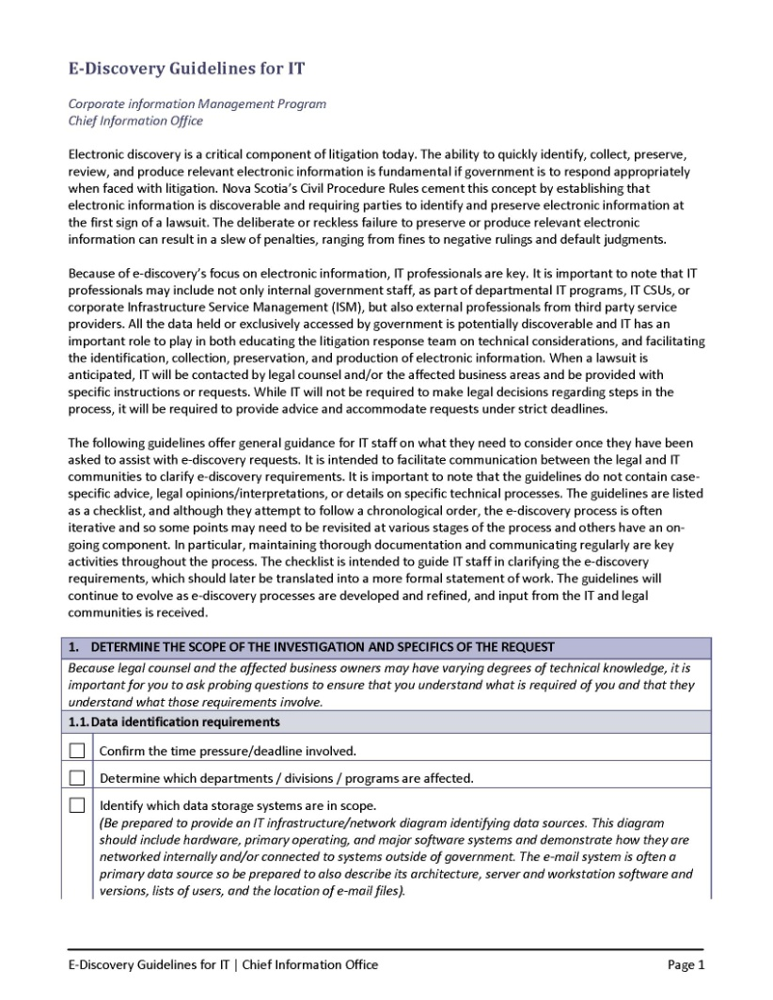 E-Discovery Guidelines for IT
Corporate information Management Program
Chief Information Office
Electronic discovery is a critical component of litigation today. The ability to quickly identify, collect, preserve,
review, and produce relevant electronic information is fundamental if government is to respond appropriately
when faced with litigation. Nova Scotia's Civil Procedure Rules cement this concept by establishing that
electronic information is discoverable and requiring parties to identify and preserve electronic information at
the first sign of a lawsuit. The deliberate or reckless failure to preserve or produce relevant electronic
information can result in a slew of penalties, ranging from fines to negative rulings and default judgments.
Because of e-discovery's focus on electronic information, IT professionals are key. It is important to note that IT
professionals may include not only internal government staff, as part of departmental IT programs, IT CSUs, or
corporate Infrastructure Service Management (ISM), but also external professionals from third party service
providers. All the data held or exclusively accessed by government is potentially discoverable and IT has an
important role to play in both educating the litigation response team on technical considerations, and facilitating
the identification, collection, preservation, and production of electronic information. When a lawsuit is
anticipated, IT will be contacted by legal counsel and/or the affected business areas and be provided with
specific instructions or requests. While IT will not be required to make legal decisions regarding steps in the
process, it will be required to provide advice and accommodate requests under strict deadlines.
The following guidelines offer general guidance for IT staff on what they need to consider once they have been
asked to assist with e-discovery requests. It is intended to facilitate communication between the legal and IT
communities to clarify e-discovery requirements. It is important to note that the guidelines do not contain case-
specific advice, legal opinions/interpretations, or details on specific technical processes. The guidelines are listed
as a checklist, and although they attempt to follow a chronological order, the e-discovery process is often
iterative and so some points may need to be revisited at various stages of the process and others have an on-
going component. In particular, maintaining thorough documentation and communicating regularly are key
activities throughout the process. The checklist is intended to guide IT staff in clarifying the e-discovery
requirements, which should later be translated into a more formal statement of work. The guidelines will
continue to evolve as e-discovery processes are developed and refined, and input from the IT and legal
communities is received.
1. DETERMINE THE SCOPE OF THE INVESTIGATION AND SPECIFICS OF THE REQUEST
Because legal counsel and the affected business owners may have varying degrees of technical knowledge, it is
important for you to ask probing questions to ensure that you understand what is required of you and that they
understand what those requirements involve.
1.1. Data identification requirements
Confirm the time pressure/deadline involved.
Determine which departments / divisions / programs are affected.
Identify which data storage systems are in scope.
(Be prepared to provide an IT infrastructure/network diagram identifying data sources. This diagram
should include hardware, primary operating, and major software systems and demonstrate how they are
networked internally and/or connected to systems outside of government. The e-mail system is often a
primary data source so be prepared to also describe its architecture, server and workstation software and
versions, lists of users, and the location of e-mail files).
E-Discovery Guidelines for IT | Chief Information Office Page 1